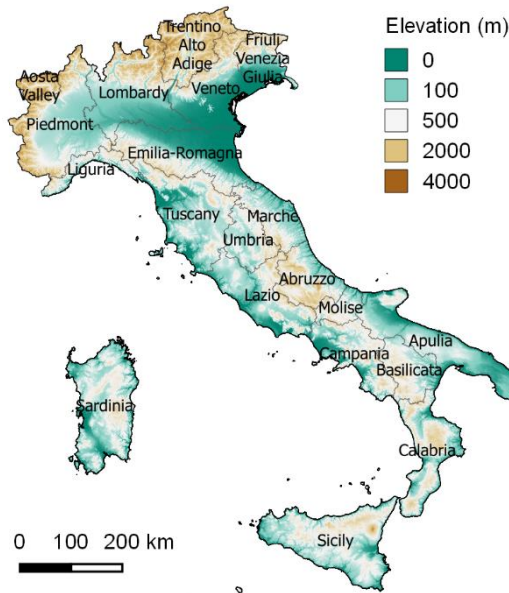 Trentino
Alto
Adige
Friuli
Venezia
Giulia
Aosta
Valley
Lombardy
Veneto
Piedmont
Emilia-Romagna
Liguria
Tuscany
Marche
Umbria
Abruzzo
Lazio
Molise
Apulia
Campania
Basilicata
Sardinia
Calabria
Sicily
Elevation (m)
0
100
500
2000
4000
0 100 200 km